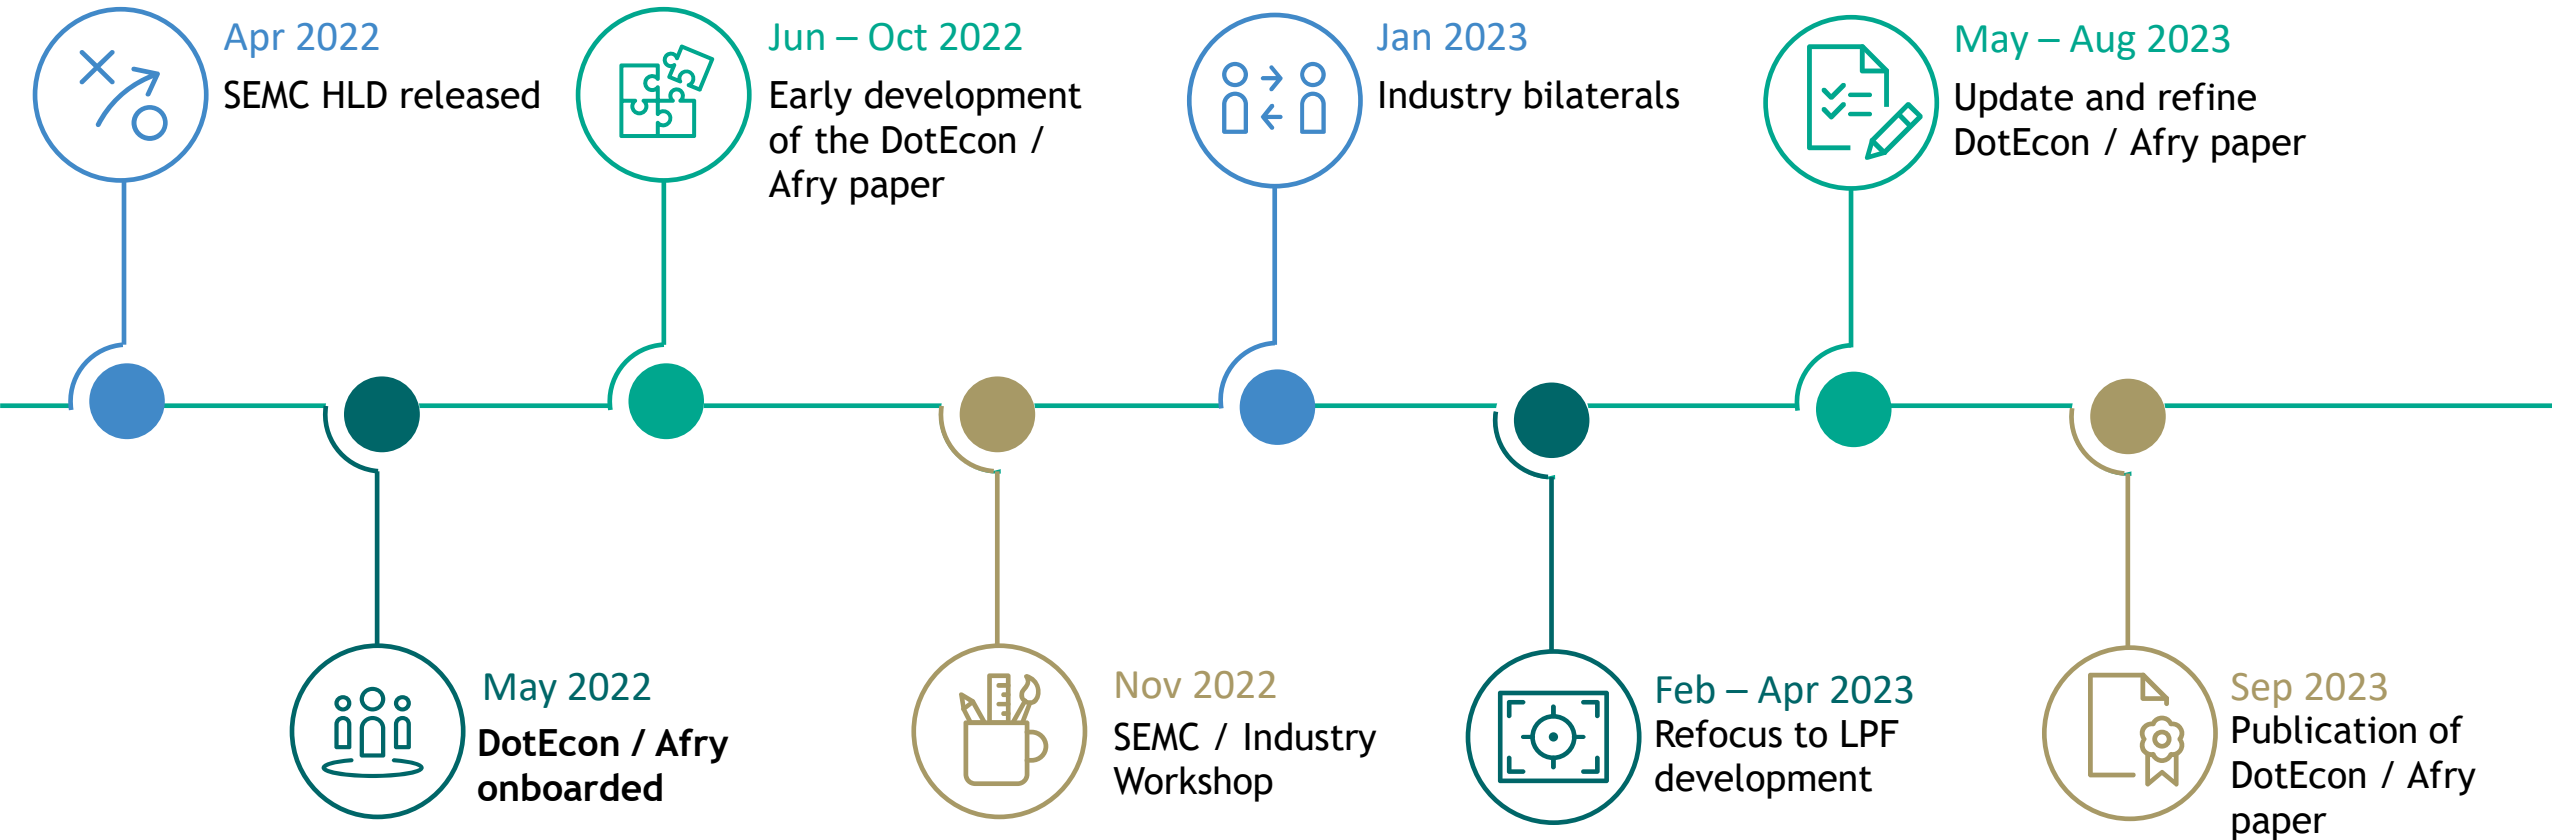 Apr 2022
SEMC HLD released
Jun – Oct 2022
Early development
of the DotEcon /
Afry paper
Jan 2023
Industry bilaterals
May – Aug 2023
Update and refine
DotEcon / Afry paper
May 2022
DotEcon / Afry
onboarded
Nov 2022
SEMC / Industry
Workshop
Feb – Apr 2023
Refocus to LPF
development
Sep 2023
Publication of
DotEcon / Afry
paper